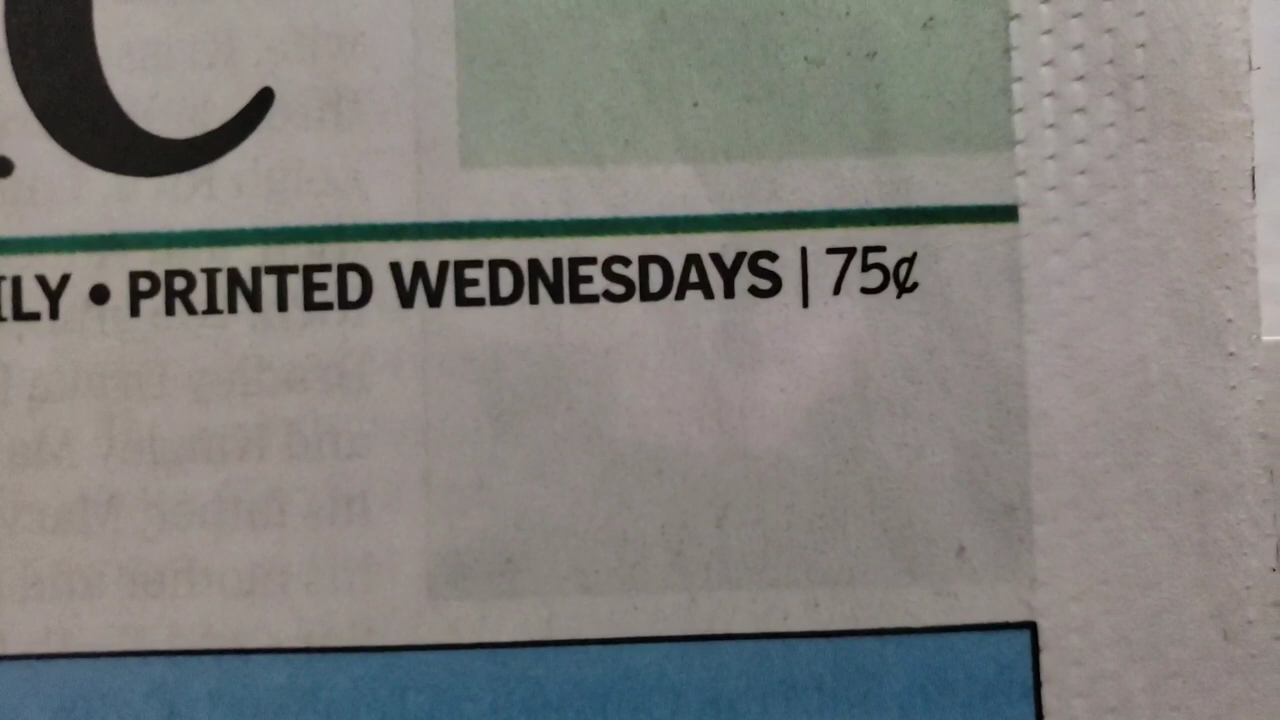 C
ILY • PRINTED WEDNESDAYS | 75¢